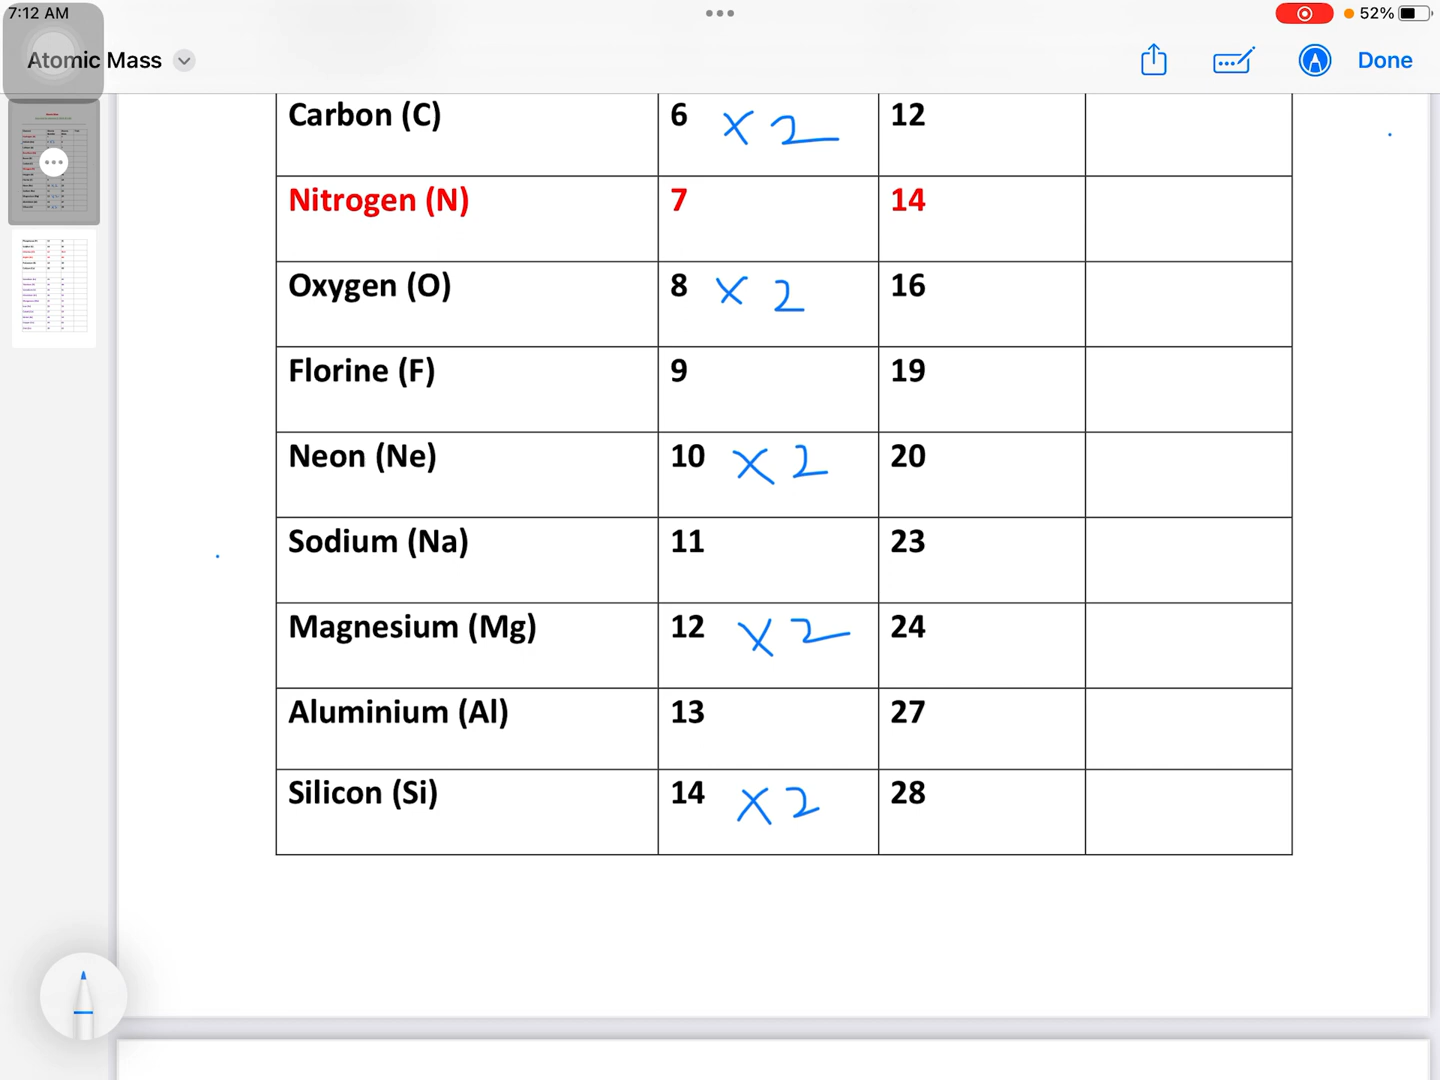 7:12 AM
52%
Atomic Mass
Done
Carbon (C) 6 × 2 12
Nitrogen (N) 7 14
Oxygen (O) 8 × 2 16
Florine (F) 9 19
Neon (Ne) 10 × 2 20
Sodium (Na) 11 23
Magnesium (Mg) 12 × 2 24
Aluminium (Al) 13 27
Silicon (Si) 14 × 2 28